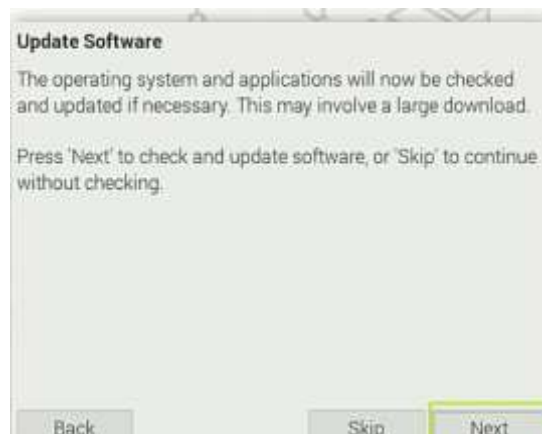 Update Software
The operating system and applications will now be checked
and updated if necessary. This may involve a large download.
Press 'Next' to check and update software, or 'Skip' to continue
without checking.
Back Skip Next